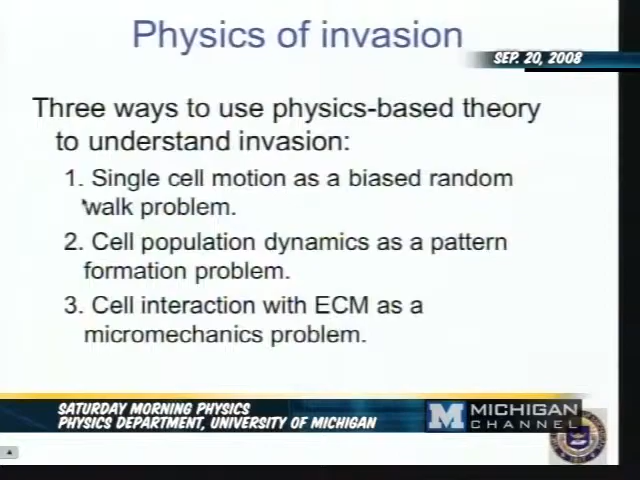 Physics of invasion
SEP. 20, 2008
Three ways to use physics-based theory
to understand invasion:
1. Single cell motion as a biased random
walk problem.
2. Cell population dynamics as a pattern
formation problem.
3. Cell interaction with ECM as a
micromechanics problem.
SATURDAY MORNING PHYSICS
PHYSICS DEPARTMENT, UNIVERSITY OF MICHIGAN
M MICHIGAN
CHANNEL